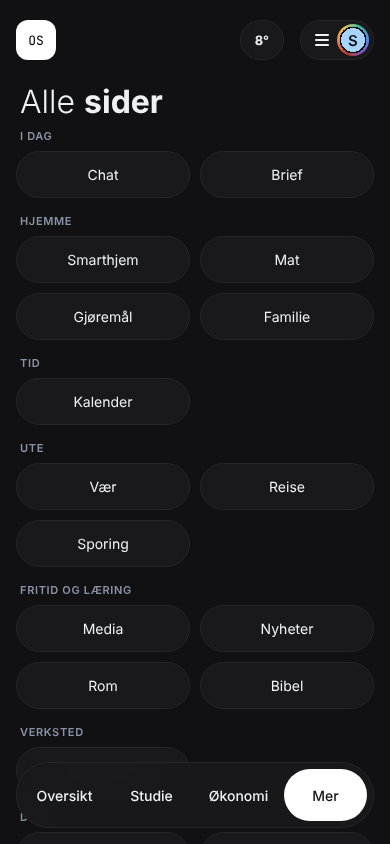 OS
8°
S
Alle sider
I DAG
Chat
Brief
HJEMME
Smarthjem
Mat
Gjøremål
Familie
TID
Kalender
UTE
Vær
Reise
Sporing
FRITID OG LÆRING
Media
Nyheter
Rom
Bibel
VERKSTED
Oversikt
Studie
Økonomi
Mer